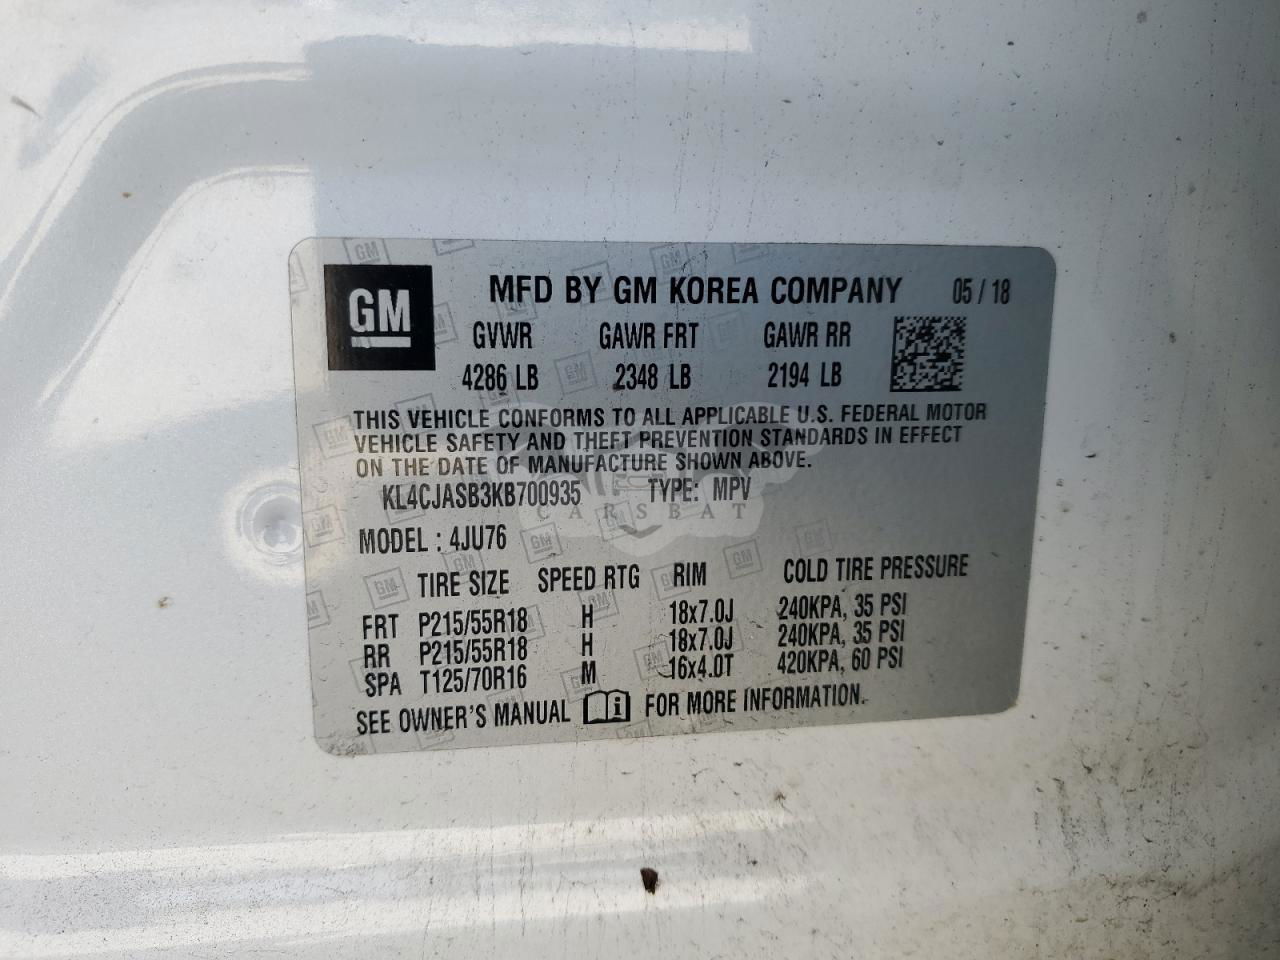 GM MFD BY GM KOREA COMPANY 05 / 18
GVWR GAWR FRT GAWR RR
4286 LB 2348 LB 2194 LB
THIS VEHICLE CONFORMS TO ALL APPLICABLE U.S. FEDERAL MOTOR
VEHICLE SAFETY AND THEFT PREVENTION STANDARDS IN EFFECT
ON THE DATE OF MANUFACTURE SHOWN ABOVE.
KL4CJASB3KB700935 TYPE: MPV
CARSBAT
MODEL : 4JU76
TIRE SIZE SPEED RTG RIM COLD TIRE PRESSURE
FRT P215/55R18 H 18x7.0J 240KPA, 35 PSI
RR P215/55R18 H 18x7.0J 240KPA, 35 PSI
SPA T125/70R16 M 16x4.0T 420KPA, 60 PSI
SEE OWNER'S MANUAL i FOR MORE INFORMATION.